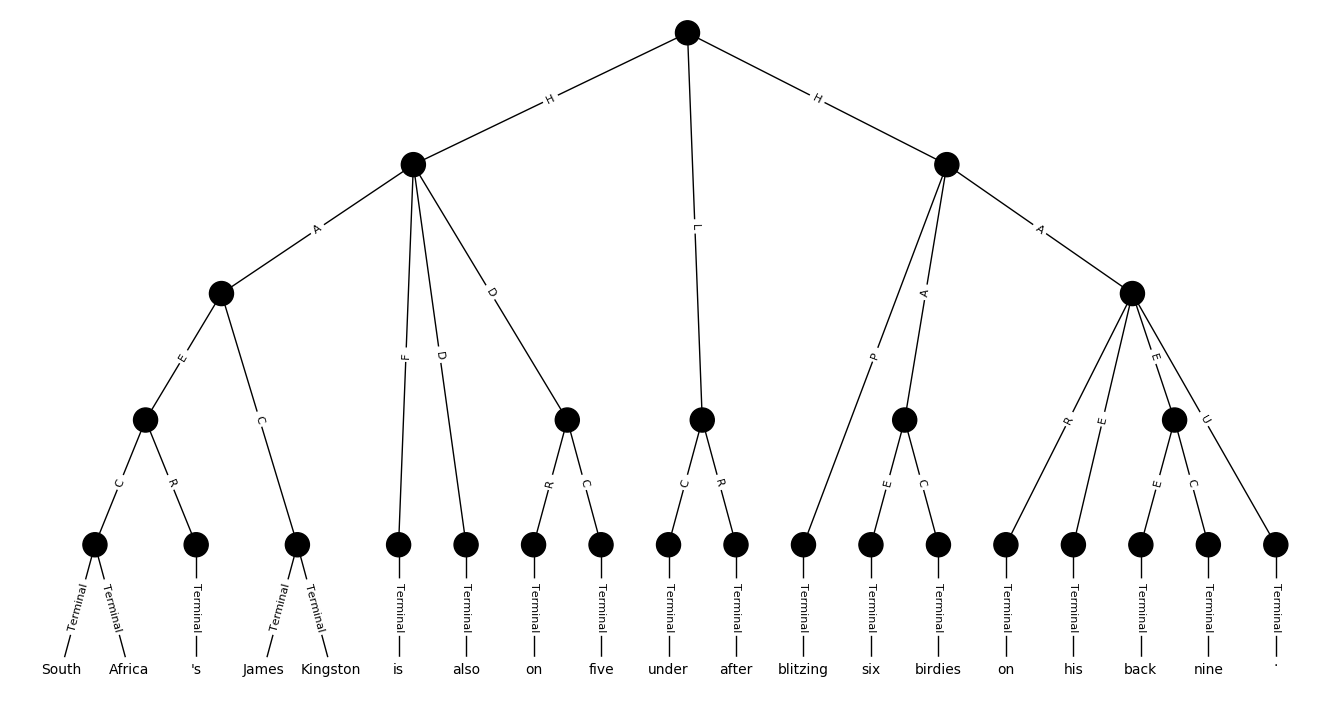 H H
A L A
F D D P A
E C R E E U
C R R C C R E C E C
Terminal Terminal Terminal Terminal Terminal Terminal Terminal Terminal Terminal Terminal Terminal Terminal Terminal Terminal Terminal Terminal Terminal Terminal Terminal
South Africa 's James Kingston is also on five under after blitzing six birdies on his back nine .